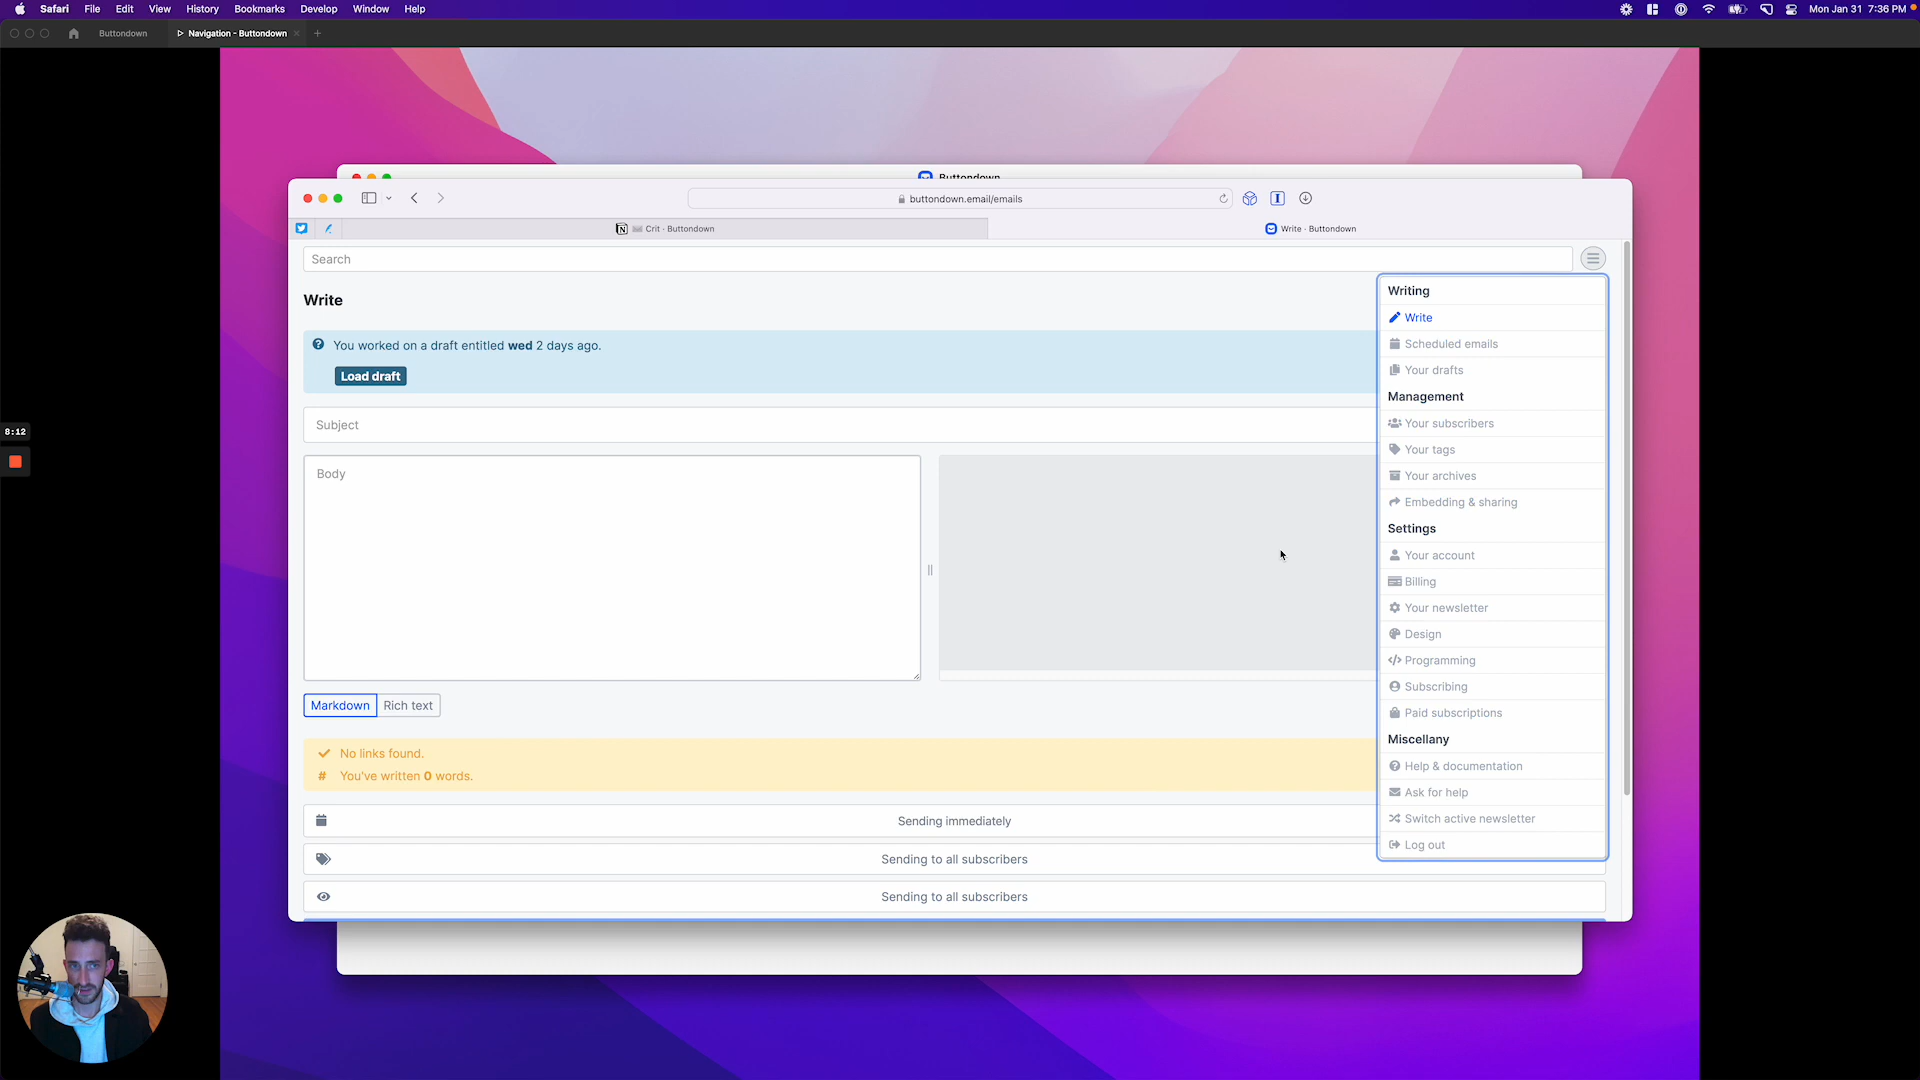 Safari File Edit View History Bookmarks Develop Window Help
Mon Jan 31 7:36 PM
Buttondown
Navigation - Buttondown
Buttondown
buttondown.email/emails
Crit - Buttondown
Write - Buttondown
Search
Write
You worked on a draft entitled wed 2 days ago.
Load draft
Subject
Body
Markdown
Rich text
No links found.
# You've written 0 words.
Sending immediately
Sending to all subscribers
Sending to all subscribers
Writing
Write
Scheduled emails
Your drafts
Management
Your subscribers
Your tags
Your archives
Embedding & sharing
Settings
Your account
Billing
Your newsletter
Design
Programming
Subscribing
Paid subscriptions
Miscellany
Help & documentation
Ask for help
Switch active newsletter
Log out
8:12